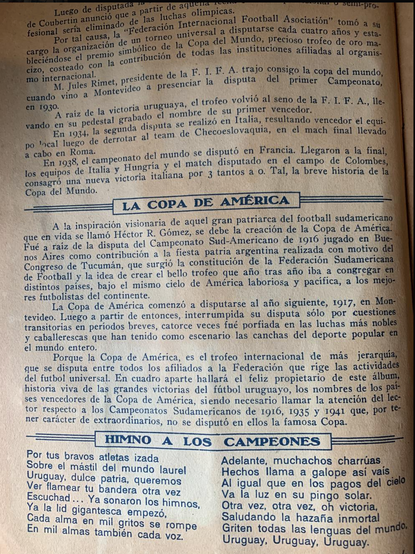 Luego de disputada
de Coubertin anunció que a partir de aquella
fesional sería eliminado de las luchas olímpicas.
Por tal causa, la "Federación International Football Asociatión" tomó a su
cargo la organización de un torneo universal a disputarse cada cuatro años y esta-
bleciéndose el premio simbólico de la Copa del Mundo, precioso trofeo de oro ma-
cizo, costeado con la contribución de todas las instituciones afiliadas al organis-
mo internacional.
M. Jules Rimet, presidente de la F. I. F. A. trajo consigo la copa del mundo,
cuando vino a Montevideo a presenciar la disputa del primer Campeonato,
en 1930.
A raíz de la victoria uruguaya, el trofeo volvió al seno de la F. I. F. A., lle-
vando en su pedestal grabado el nombre de su primer vencedor.
En 1934, la segunda disputa se realizó en Italia, resultando vencedor el equi-
po local luego de derrotar al team de Checoeslovaquia, en el mach final llevado
a cabo en Roma.
En 1938, el campeonato del mundo se disputó en Francia. Llegaron a la final,
los equipos de Italia y Hungría y el match disputado en el campo de Colombes,
consagró una nueva victoria italiana por 3 tantos a 0. Tal, la breve historia de la
Copa del Mundo.
LA COPA DE AMÉRICA
A la inspiración visionaria de aquel gran patriarca del football sudamericano
que en vida se llamó Héctor R. Gómez, se debe la creación de la Copa de América.
Fué a raíz de la disputa del Campeonato Sud-Americano de 1916 jugado en Bue-
nos Aires como contribución a la fiesta patria argentina realizada con motivo del
Congreso de Tucumán, que surgió la constitución de la Federación Sudamericana
de Football y la idea de crear el bello trofeo que año tras año iba a congregar en
distintos países, bajo el mismo cielo de América laboriosa y pacífica, a los mejo-
res futbolistas del continente.
La Copa de América comenzó a disputarse al año siguiente, 1917, en Mon-
tevideo. Luego a partir de entonces, interrumpida su disputa sólo por cuestiones
transitorias en períodos breves, catorce veces fué porfiada en las luchas más nobles
y caballerescas que han tenido como escenario las canchas del deporte popular en
el mundo entero.
Porque la Copa de América, es el trofeo internacional de más jerarquía,
que se disputa entre todos los afiliados a la Federación que rige las actividades
del futbol universal. En cuadro aparte hallará el feliz propietario de este álbum,
historia viva de las grandes victorias del fútbol uruguayo, los nombres de los paí-
ses vencedores de la Copa de América, siendo necesario llamar la atención del lec-
tor respecto a los Campeonatos Sudamericanos de 1916, 1935 y 1941 que, por te-
ner carácter de extraordinarios, no se disputó en ellos la famosa Copa.
HIMNO A LOS CAMPEONES
Por tus bravos atletas izada
Sobre el mástil del mundo laurel
Uruguay, dulce patria, queremos
Ver flamear tu bandera otra vez
Escuchad... Ya sonaron los himnos,
Ya la lid gigantesca empezó,
Cada alma en mil gritos se rompe
En mil almas también cada voz.
Adelante, muchachos charrúas
Hechos llama a galope así vais
Al igual que en los pagos del cielo
Va la luz en su pingo solar.
Otra vez, otra vez, oh victoria,
Saludando la hazaña inmortal
Griten todas las lenguas del mundo,
Uruguay, Uruguay, Uruguay.